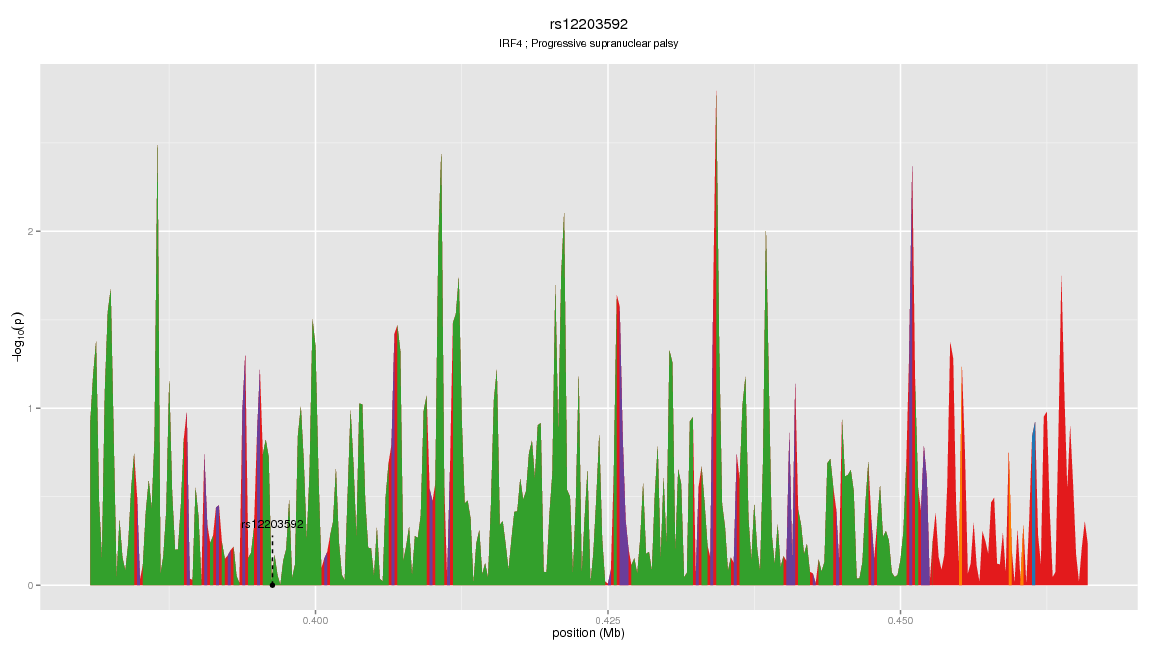 rs12203592
IRF4 ; Progressive supranuclear palsy
-log10(p)
2
1
0
rs12203592
0.400
0.425
0.450
position (Mb)